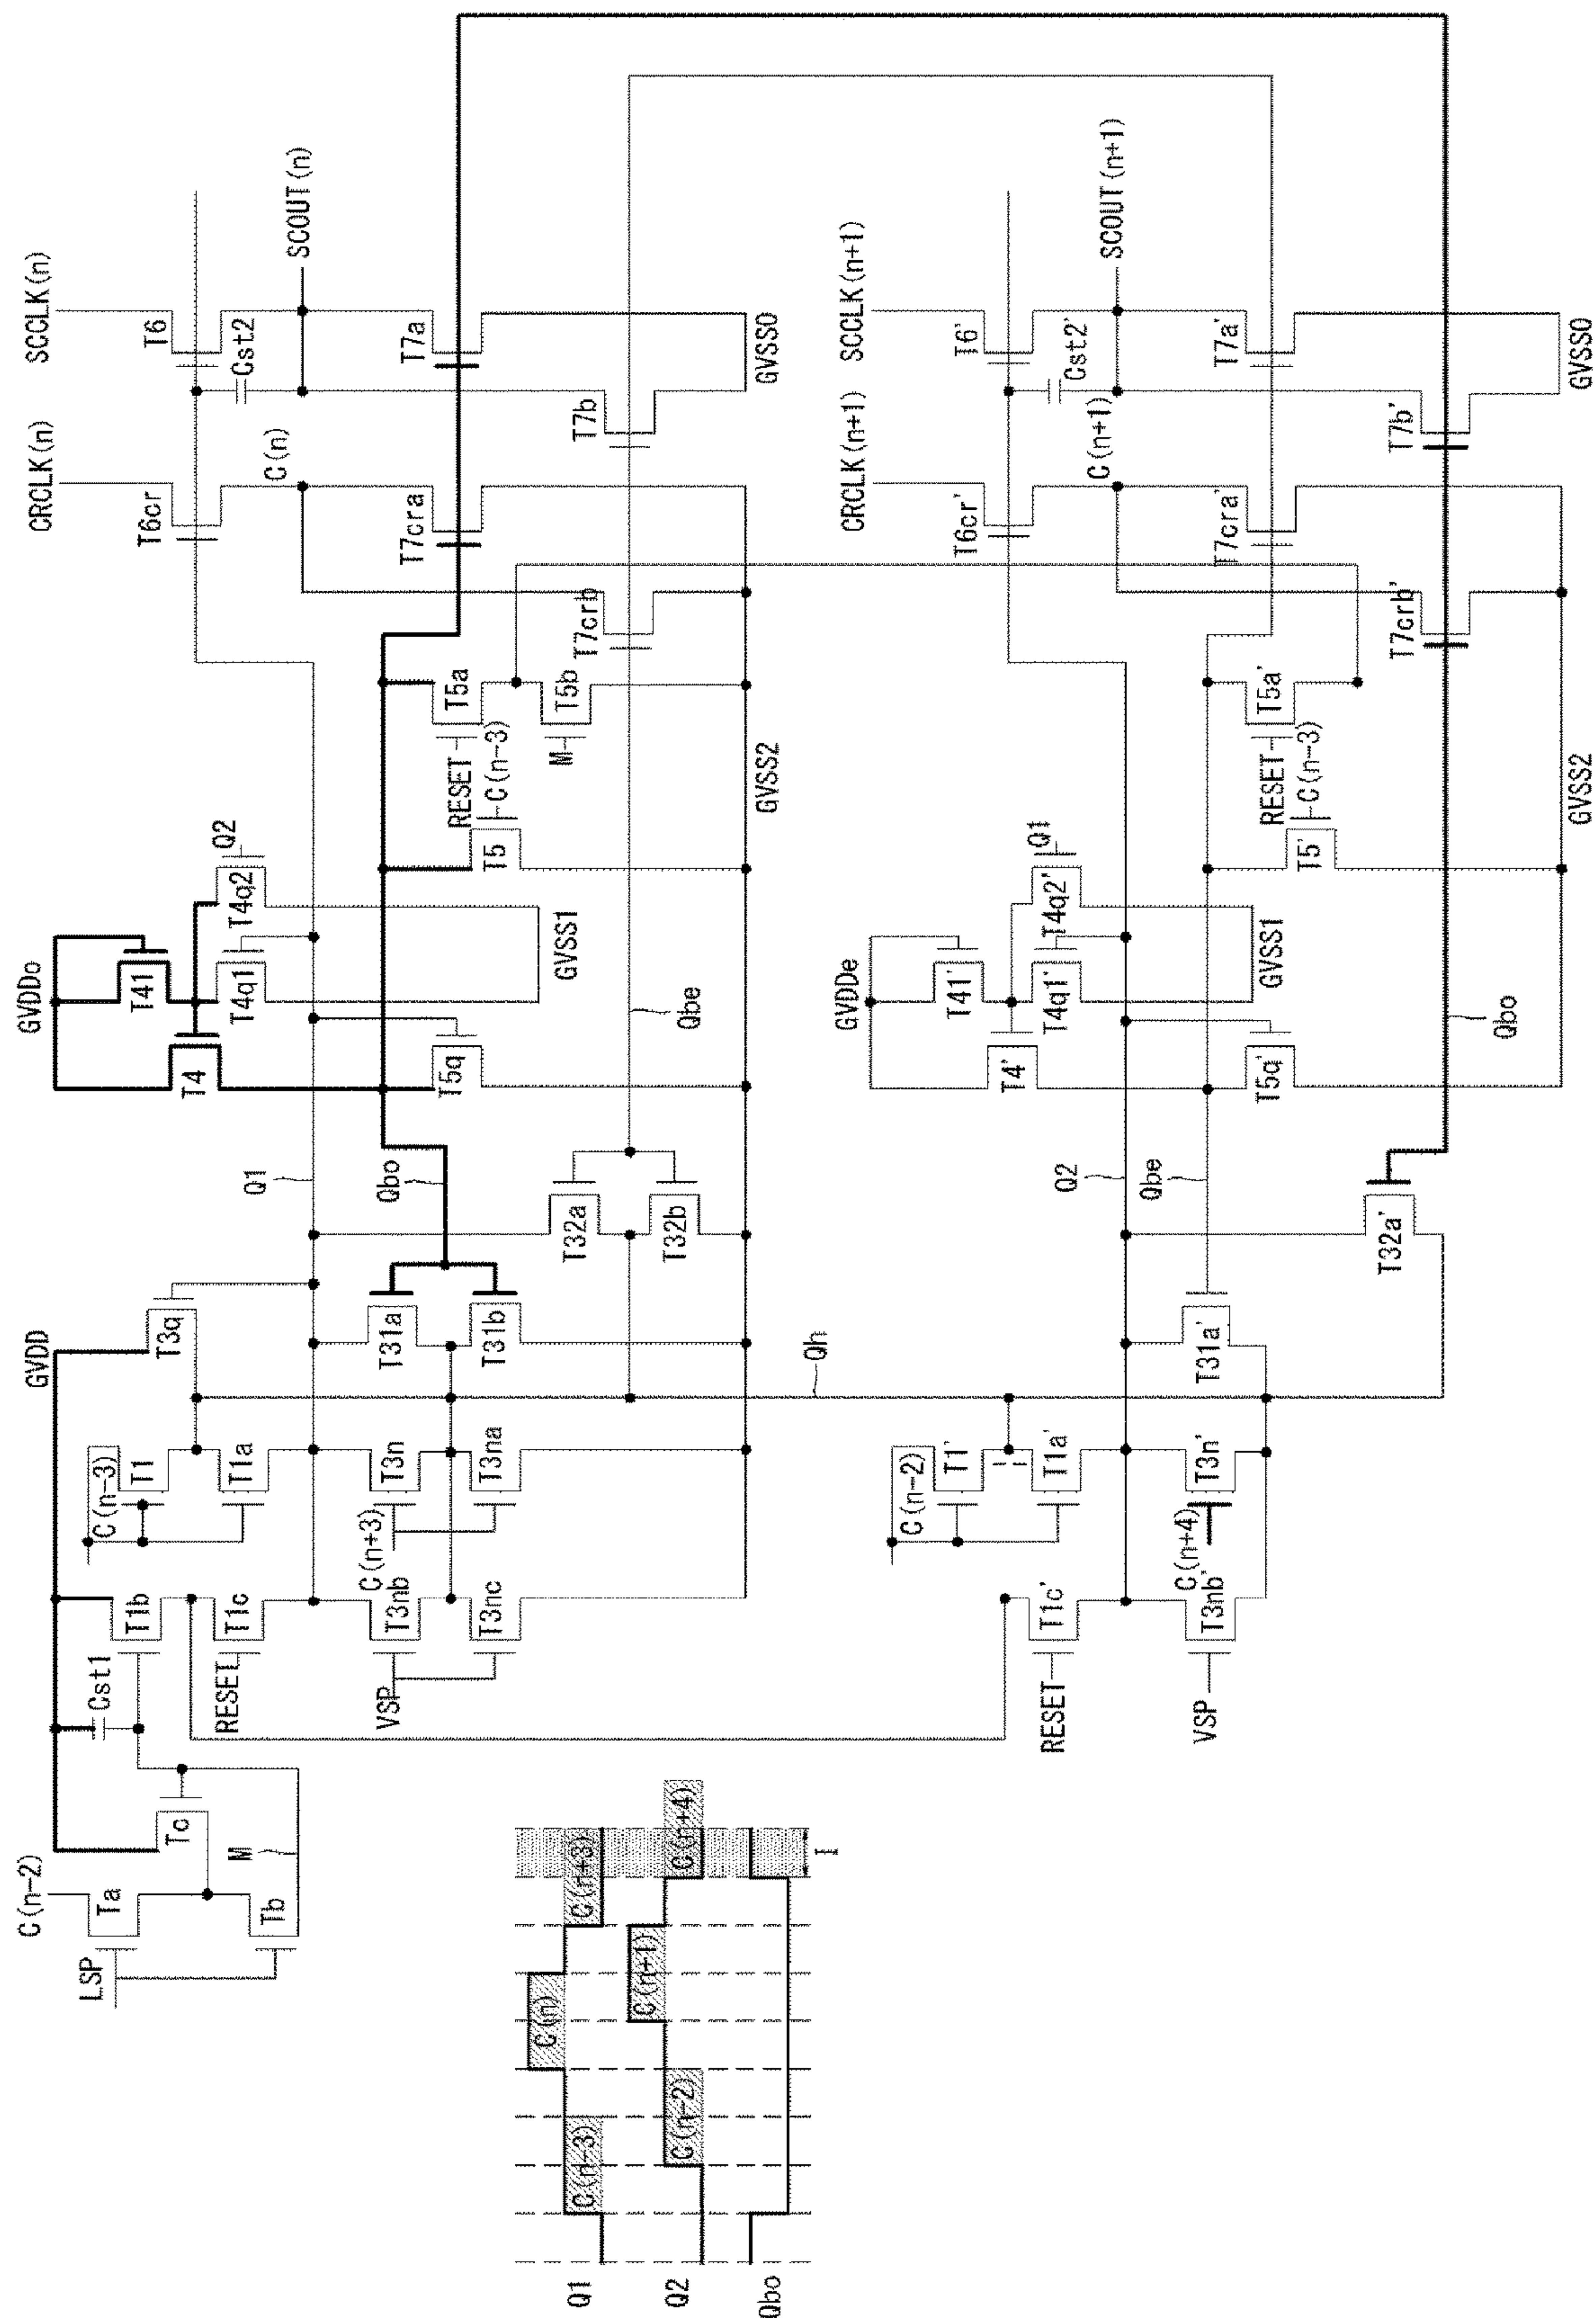 C(n-2)
LSP
Ta
Tb
Tc
M
Cst1
GVDD
T1b
RESET
T1c
VSP
T3nb
T3nc
C(n-3)
T1
T1a
C(n+3)
T3n
T3na
T3q
Q1
Qbo
T31a
T31b
T32a
T32b
Qh
GVDDo
T4
T41
T4q1
T4q2
Q2
GVSS1
T5q
Qbe
T5
C(n-3)
RESET
T5a
M
T5b
GVSS2
CRCLK(n)
T6cr
C(n)
T7cra
T7crb
SCCLK(n)
T6
Cst2
SCOUT(n)
T7a
T7b
GVSS0
RESET
T1c'
VSP
T3nb'
C(n-2)
T1'
T1a'
C(n+4)
T3n'
Q2
Qbe
T31a'
T32a'
GVDDe
T4'
T41'
T4q1'
T4q2'
Q1
GVSS1
T5q'
Qbo
T5'
C(n-3)
RESET
T5a'
GVSS2
CRCLK(n+1)
T6cr'
C(n+1)
T7cra'
T7crb'
SCCLK(n+1)
T6'
Cst2'
SCOUT(n+1)
T7a'
T7b'
GVSS0
Q1
C(n-3)
C(n)
C(n+3)
Q2
C(n-2)
C(n+1)
C(n+4)
Qbo
I